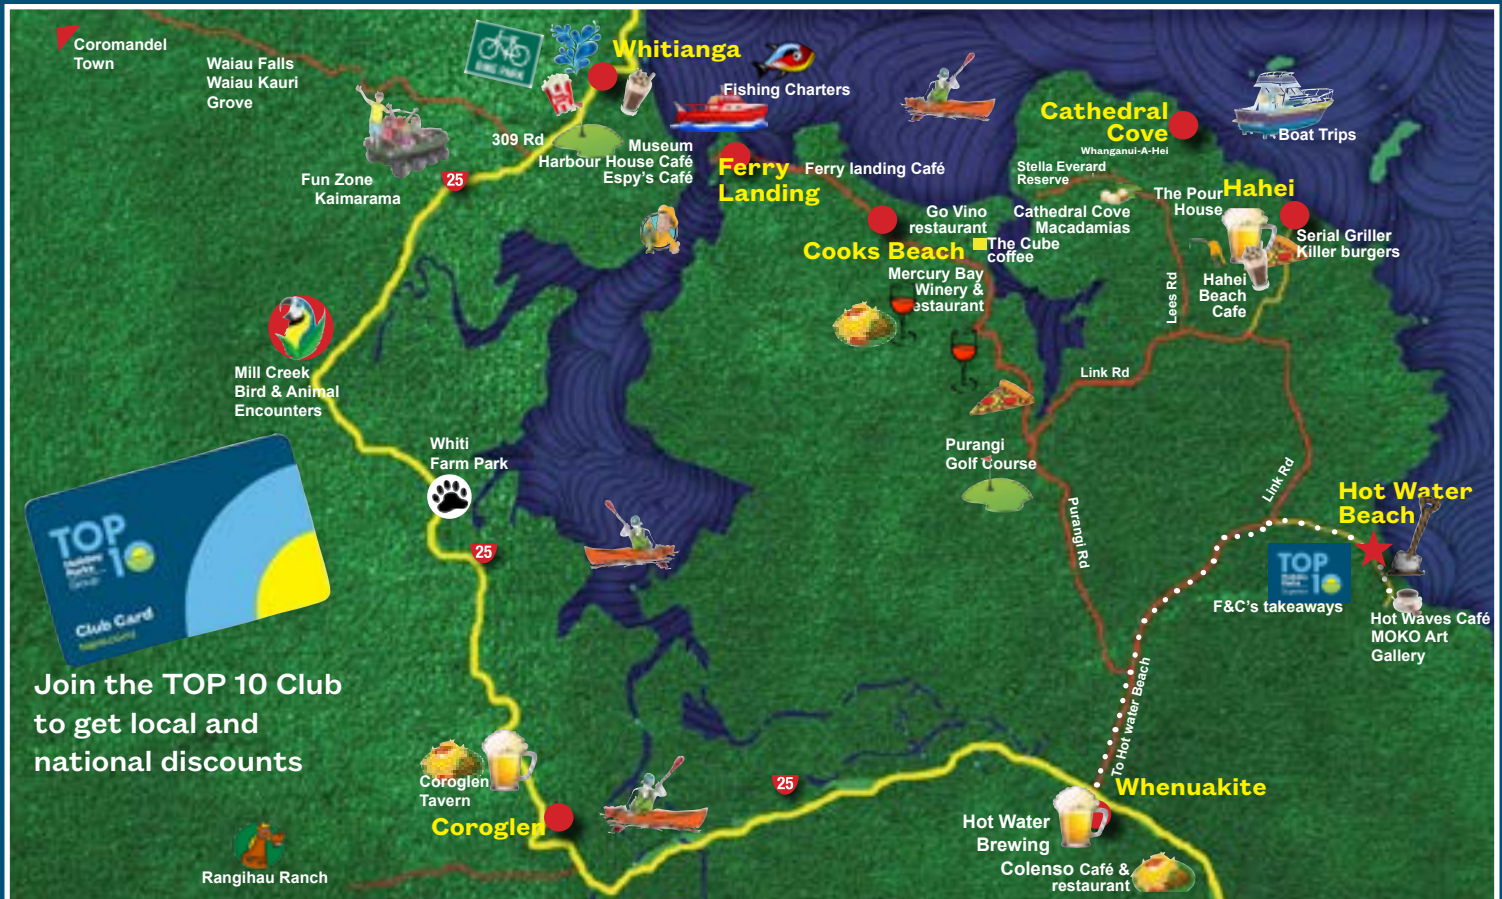 Coromandel
Town
Waiau Falls
Waiau Kauri
Grove
BIKE PARK
Whitianga
Fishing Charters
309 Rd
Museum
Harbour House Café
Espy's Café
25
Fun Zone
Kaimarama
Ferry
Landing
Ferry landing Café
Cathedral
Cove
Whanganui-A-Hei
Boat Trips
Stella Everard
Reserve
The Pour
House
Hahei
Go Vino
restaurant
Cathedral Cove
Macadamias
The Cube
coffee
Serial Griller
Killer burgers
Cooks Beach
Mercury Bay
Winery &
estaurant
Lees Rd
Hahei
Beach
Cafe
Mill Creek
Bird & Animal
Encounters
Link Rd
Whiti
Farm Park
Purangi
Golf Course
Purangi Rd
Link Rd
Hot Water
Beach
25
TOP
10
Club Card
TOP
10
F&C's takeaways
Hot Waves Café
MOKO Art
Gallery
Join the TOP 10 Club
to get local and
national discounts
To Hot water Beach
Coroglen
Tavern
Coroglen
25
Whenuakite
Hot Water
Brewing
Colenso Café &
restaurant
Rangihau Ranch